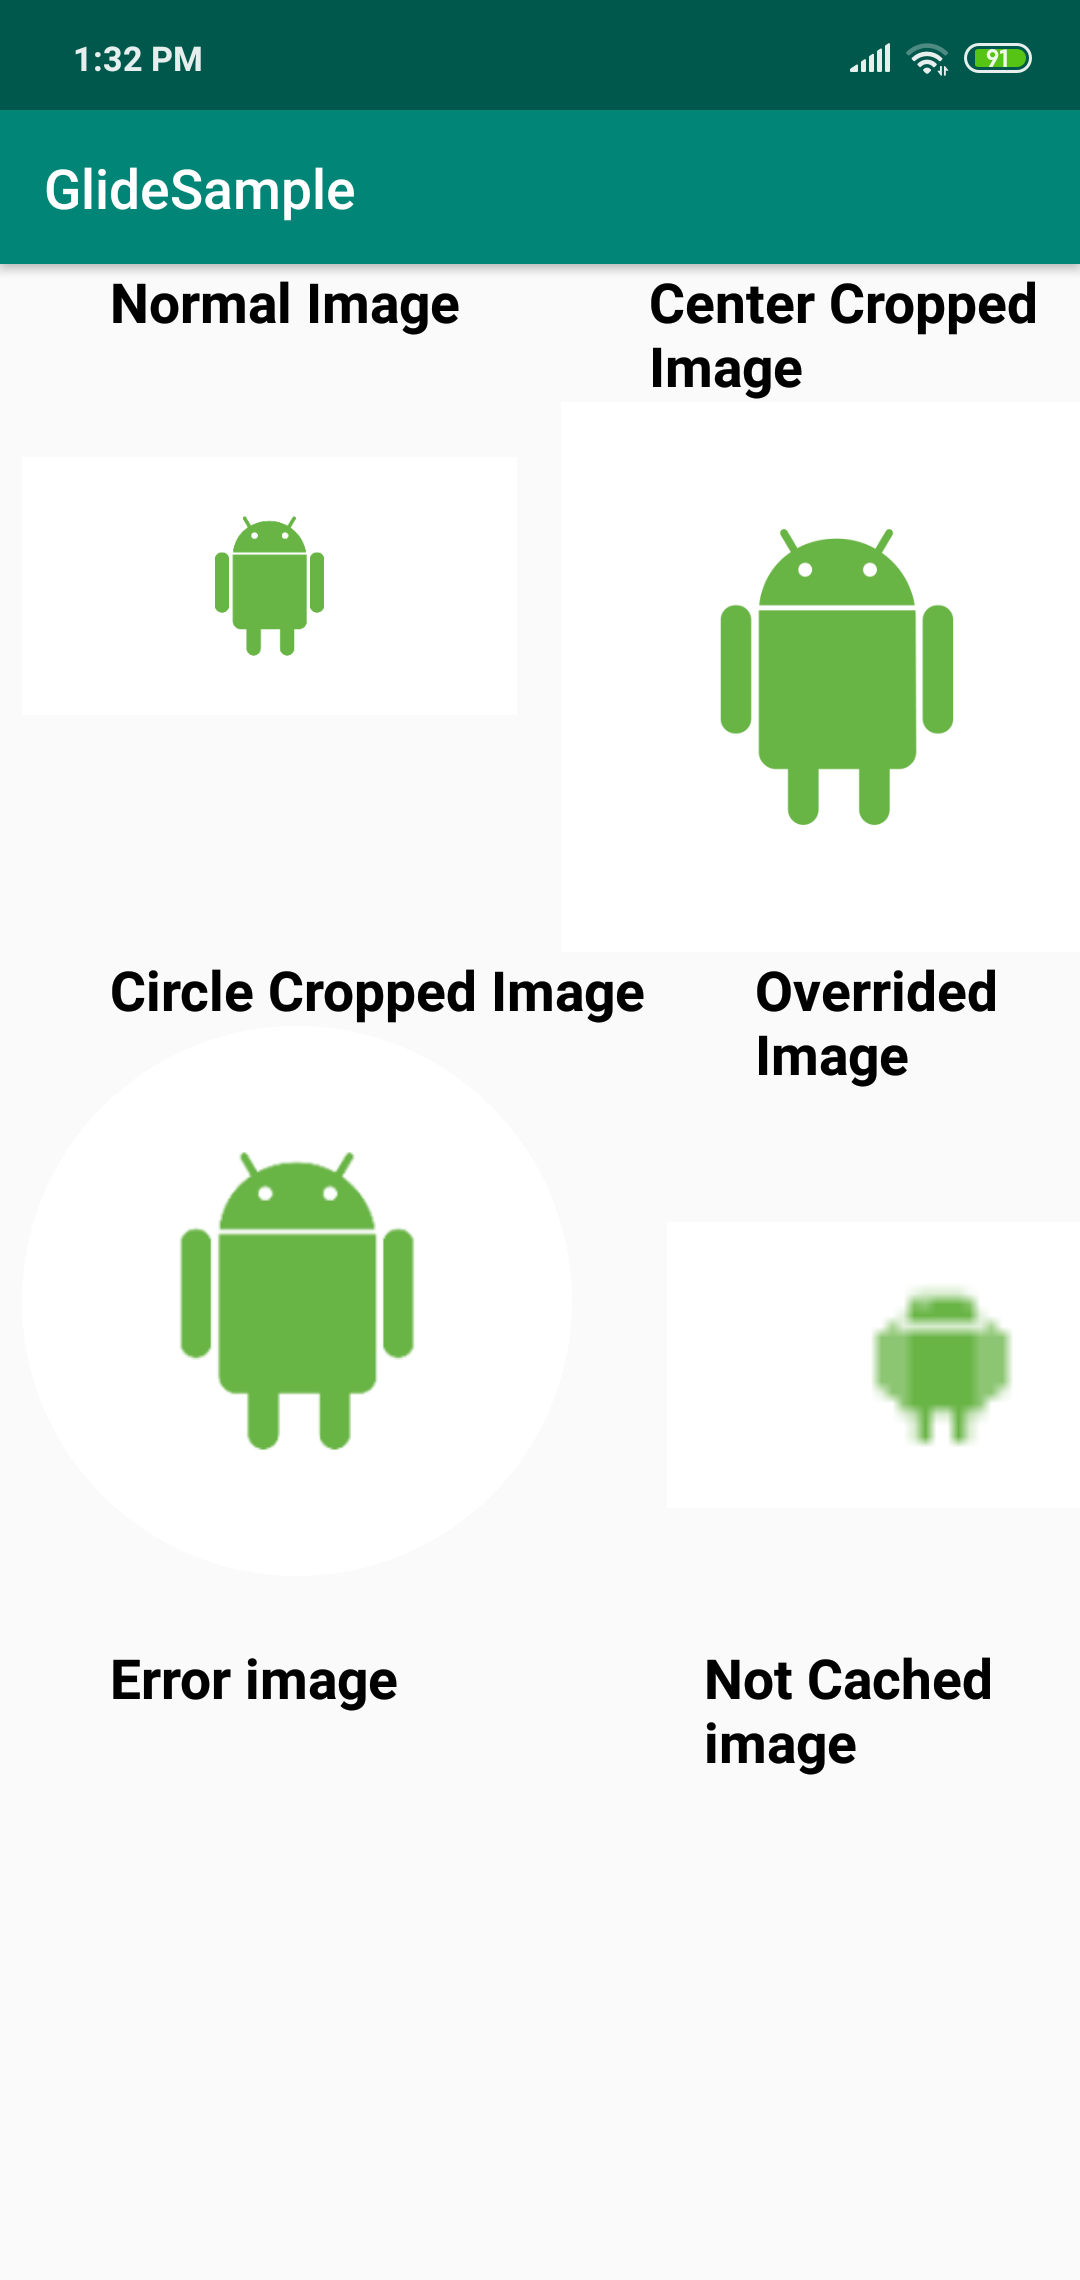 1:32 PM
91
GlideSample
Normal Image
Center Cropped
Image
Circle Cropped Image
Overrided
Image
Error image
Not Cached
image